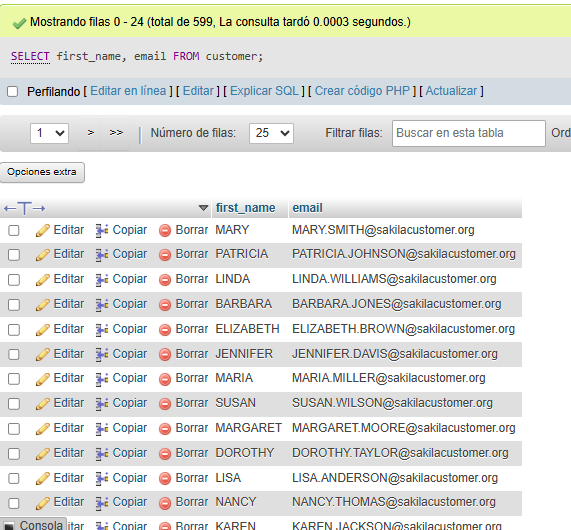 Mostrando filas 0 - 24 (total de 599, La consulta tardó 0.0003 segundos.)
SELECT first_name, email FROM customer;
Perfilando [ Editar en línea ] [ Editar ] [ Explicar SQL ] [ Crear código PHP ] [ Actualizar ]
1 > >> Número de filas: 25 Filtrar filas: Buscar en esta tabla Ord
Opciones extra
←T→ first_name email
Editar Copiar Borrar MARY MARY.SMITH@sakilacustomer.org
Editar Copiar Borrar PATRICIA PATRICIA.JOHNSON@sakilacustomer.org
Editar Copiar Borrar LINDA LINDA.WILLIAMS@sakilacustomer.org
Editar Copiar Borrar BARBARA BARBARA.JONES@sakilacustomer.org
Editar Copiar Borrar ELIZABETH ELIZABETH.BROWN@sakilacustomer.org
Editar Copiar Borrar JENNIFER JENNIFER.DAVIS@sakilacustomer.org
Editar Copiar Borrar MARIA MARIA.MILLER@sakilacustomer.org
Editar Copiar Borrar SUSAN SUSAN.WILSON@sakilacustomer.org
Editar Copiar Borrar MARGARET MARGARET.MOORE@sakilacustomer.org
Editar Copiar Borrar DOROTHY DOROTHY.TAYLOR@sakilacustomer.org
Editar Copiar Borrar LISA LISA.ANDERSON@sakilacustomer.org
Editar Copiar Borrar NANCY NANCY.THOMAS@sakilacustomer.org
Consola Editar Copiar Borrar KAREN KAREN.JACKSON@sakilacustomer.org